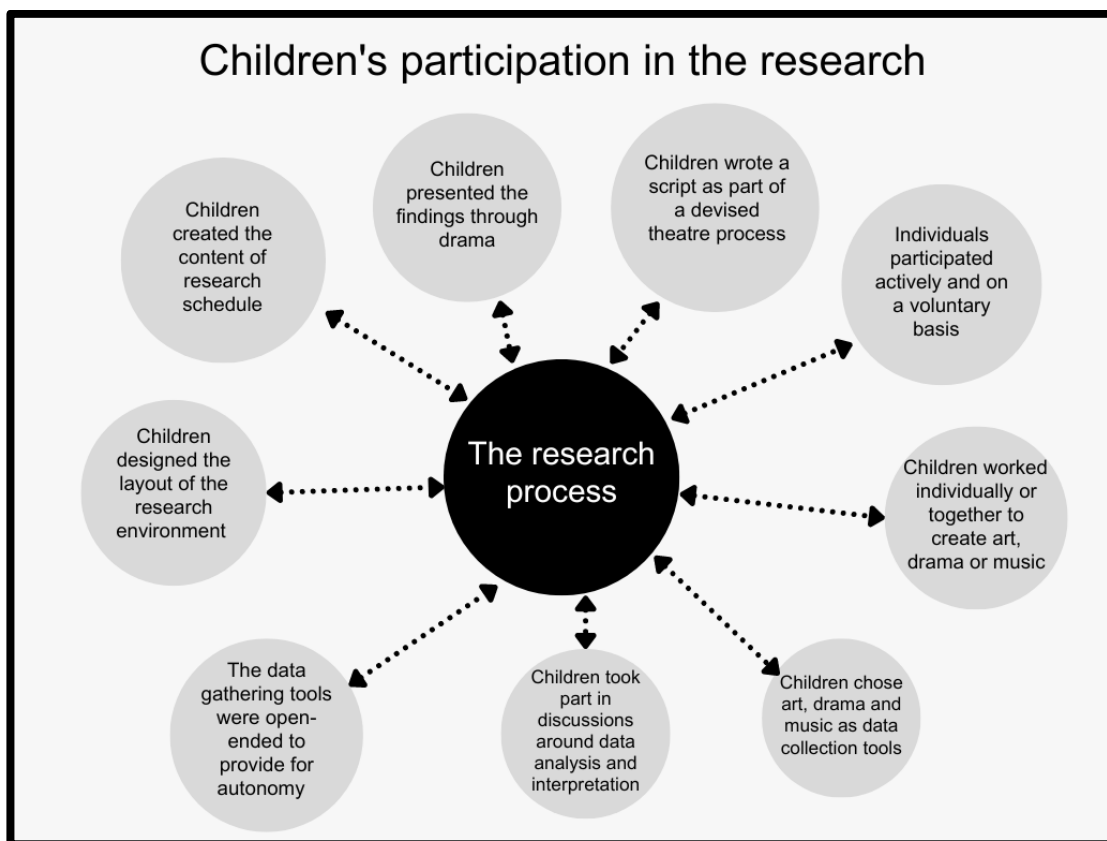 Children's participation in the research
Children
created the
content of
research
schedule
Children
presented the
findings through
drama
Children wrote a
script as part of
a devised
theatre process
Individuals
participated
actively and on
a voluntary
basis
Children
designed the
layout of the
research
environment
The research
process
Children worked
individually or
together to
create art,
drama or music
The data
gathering tools
were open-
ended to
provide for
autonomy
Children took
part in
discussions
around data
analysis and
interpretation
Children chose
art, drama and
music as data
collection tools